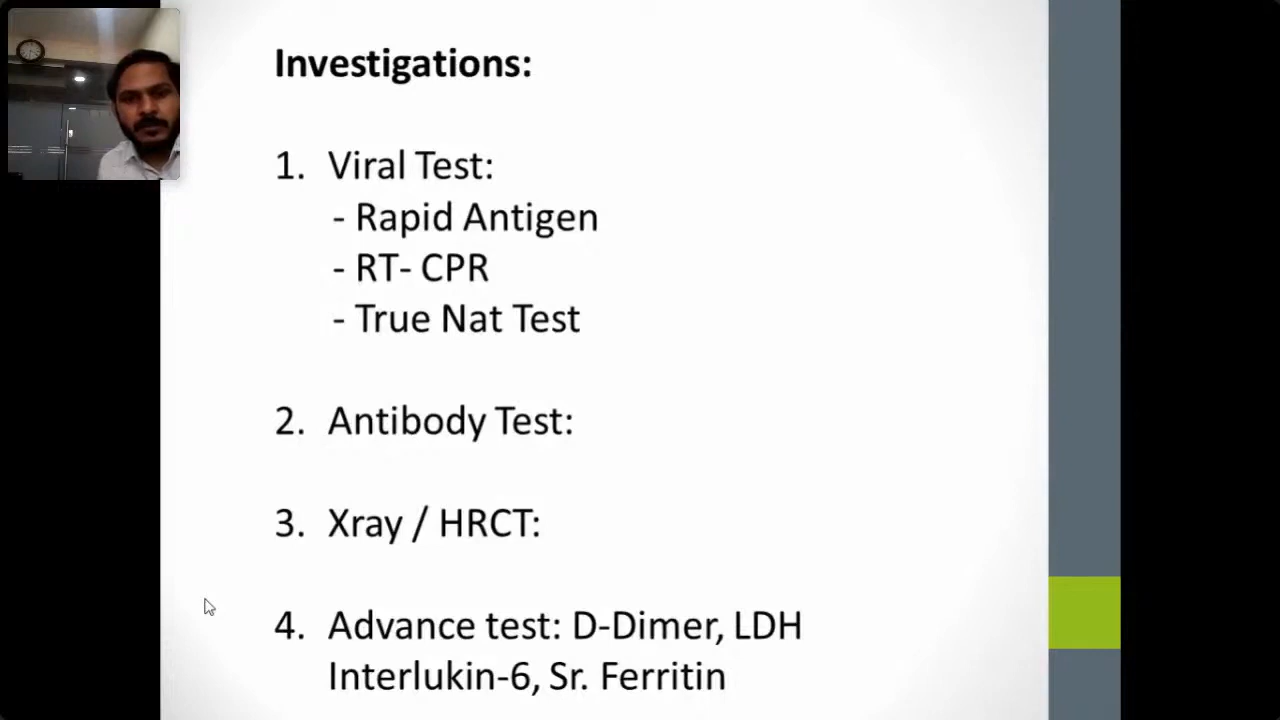 Investigations:
1. Viral Test:
- Rapid Antigen
- RT- CPR
- True Nat Test
2. Antibody Test:
3. Xray / HRCT:
4. Advance test: D-Dimer, LDH
Interlukin-6, Sr. Ferritin